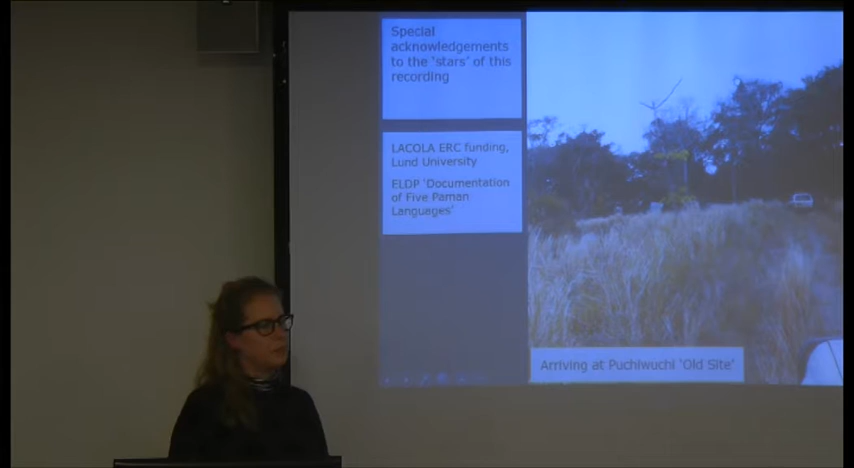 Special
acknowledgements
to the 'stars' of this
recording
LACOLA ERC funding,
Lund University
ELDP 'Documentation
of Five Paman
Languages'
Arriving at Puchiwuchi 'Old Site'